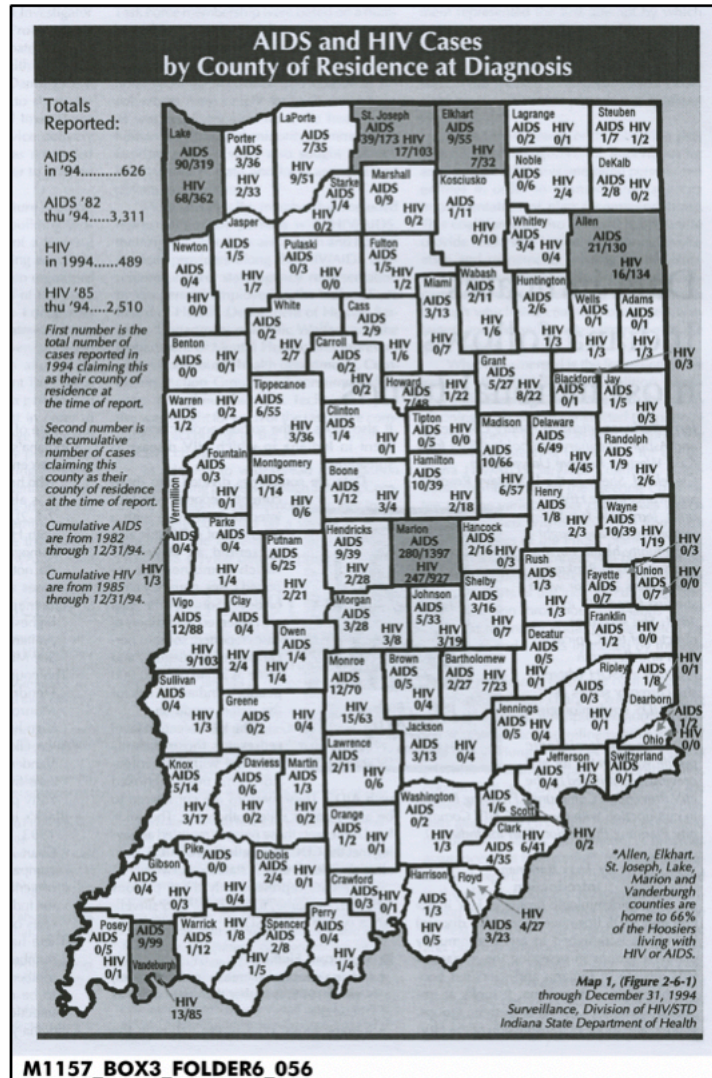 AIDS and HIV Cases
by County of Residence at Diagnosis
Totals
Reported:
AIDS
in '94..........626
AIDS '82
thu '94.....3,311
HIV
in 1994......489
HIV '85
thu '94.....2,510
First number is the
total number of
cases reported in
1994 claiming this
as their county of
residence at
the time of report.
Second number is
the cumulative
number of cases
claiming this
county as their
county of residence
at the time of report.
Cumulative AIDS
are from 1982
through 12/31/94.
Cumulative HIV
are from 1985
through 12/31/94.
Lake
AIDS
90/319
HIV
68/362
Porter
AIDS
3/36
HIV
2/33
LaPorte
AIDS
7/35
HIV
9/51
St. Joseph
AIDS
39/173
HIV
17/103
Elkhart
AIDS
9/55
HIV
7/32
Lagrange
AIDS
0/2
HIV
0/1
Steuben
AIDS
1/7
HIV
1/2
Starke
AIDS
1/4
HIV
0/2
Marshall
AIDS
0/9
HIV
0/2
Kosciusko
AIDS
1/11
HIV
0/10
Noble
AIDS
0/6
HIV
2/4
DeKalb
AIDS
2/8
HIV
0/2
Newton
AIDS
0/4
HIV
0/0
Jasper
AIDS
1/5
HIV
1/7
Pulaski
AIDS
0/3
HIV
0/0
Fulton
AIDS
1/5
HIV
1/2
Whitley
AIDS
3/4
HIV
0/4
Allen
AIDS
21/130
HIV
16/134
Miami
AIDS
3/13
HIV
0/7
Wabash
AIDS
2/11
HIV
1/6
Huntington
AIDS
2/6
HIV
1/3
Wells
AIDS
0/1
HIV
1/3
Adams
AIDS
0/1
HIV
1/3
Benton
AIDS
0/0
HIV
0/1
White
AIDS
0/2
HIV
2/7
Cass
AIDS
2/9
HIV
1/6
Carroll
AIDS
0/2
HIV
0/2
Howard
AIDS
7/48
HIV
1/22
Grant
AIDS
5/27
HIV
8/22
Blackford
AIDS
0/1
HIV
0/3
Jay
AIDS
1/5
HIV
0/3
Warren
AIDS
1/2
HIV
0/2
Tippecanoe
AIDS
6/55
HIV
3/36
Clinton
AIDS
1/4
HIV
0/1
Tipton
AIDS
0/5
HIV
0/0
Madison
AIDS
10/66
HIV
6/57
Delaware
AIDS
6/49
HIV
4/45
Randolph
AIDS
1/9
HIV
2/6
Fountain
AIDS
0/3
HIV
0/1
Montgomery
AIDS
1/14
HIV
0/6
Boone
AIDS
1/12
HIV
3/4
Hamilton
AIDS
10/39
HIV
2/18
Henry
AIDS
1/8
HIV
2/3
Wayne
AIDS
10/39
HIV
1/19
Vermillion
AIDS
0/4
HIV
1/3
Parke
AIDS
0/4
HIV
1/4
Putnam
AIDS
6/25
HIV
2/21
Hendricks
AIDS
9/39
HIV
2/28
Marion
AIDS
280/1397
HIV
247/927
Hancock
AIDS
2/16
HIV
0/3
Rush
AIDS
1/3
HIV
1/3
Fayette
AIDS
0/7
HIV
0/3
Union
AIDS
0/7
HIV
0/0
Vigo
AIDS
12/88
HIV
9/103
Clay
AIDS
0/4
HIV
2/4
Owen
AIDS
1/4
HIV
1/4
Morgan
AIDS
3/28
HIV
3/8
Johnson
AIDS
5/33
HIV
3/19
Shelby
AIDS
3/16
HIV
0/7
Franklin
AIDS
1/2
HIV
0/0
Decatur
AIDS
0/5
HIV
0/1
Sullivan
AIDS
0/4
HIV
1/3
Greene
AIDS
0/2
HIV
0/4
Monroe
AIDS
12/70
HIV
15/63
Brown
AIDS
0/5
HIV
0/4
Bartholomew
AIDS
2/27
HIV
7/23
Ripley
AIDS
0/3
HIV
0/1
AIDS
1/8
Dearborn
HIV
0/1
Jennings
AIDS
0/5
HIV
0/4
Ohio
AIDS
1/2
HIV
0/0
Knox
AIDS
5/14
HIV
3/17
Daviess
AIDS
0/6
HIV
0/2
Martin
AIDS
1/3
HIV
0/2
Lawrence
AIDS
2/11
HIV
0/6
Jackson
AIDS
3/13
HIV
0/4
Jefferson
AIDS
0/4
HIV
1/3
Switzerland
AIDS
0/1
Orange
AIDS
1/2
HIV
0/1
Washington
AIDS
0/2
HIV
1/3
AIDS
1/6
Scott
HIV
0/2
Clark
HIV
6/41
AIDS
4/35
Gibson
AIDS
0/4
HIV
0/3
Pike
AIDS
0/0
HIV
0/4
Dubois
AIDS
2/4
HIV
0/1
Crawford
AIDS
0/3
HIV
0/1
Harrison
AIDS
1/3
HIV
0/5
Floyd
AIDS
3/23
HIV
4/27
Posey
AIDS
0/5
HIV
0/1
AIDS
9/99
Vandeburgh
HIV
13/85
Warrick
AIDS
1/12
HIV
1/8
Spencer
AIDS
2/8
HIV
1/5
Perry
AIDS
0/4
HIV
1/4
*Allen, Elkhart.
St. Joseph, Lake,
Marion and
Vanderburgh
counties are
home to 66%
of the Hoosiers
living with
HIV or AIDS.
Map 1, (Figure 2-6-1)
through December 31, 1994
Surveillance, Division of HIV/STD
Indiana State Department of Health
M1157_BOX3_FOLDER6_056